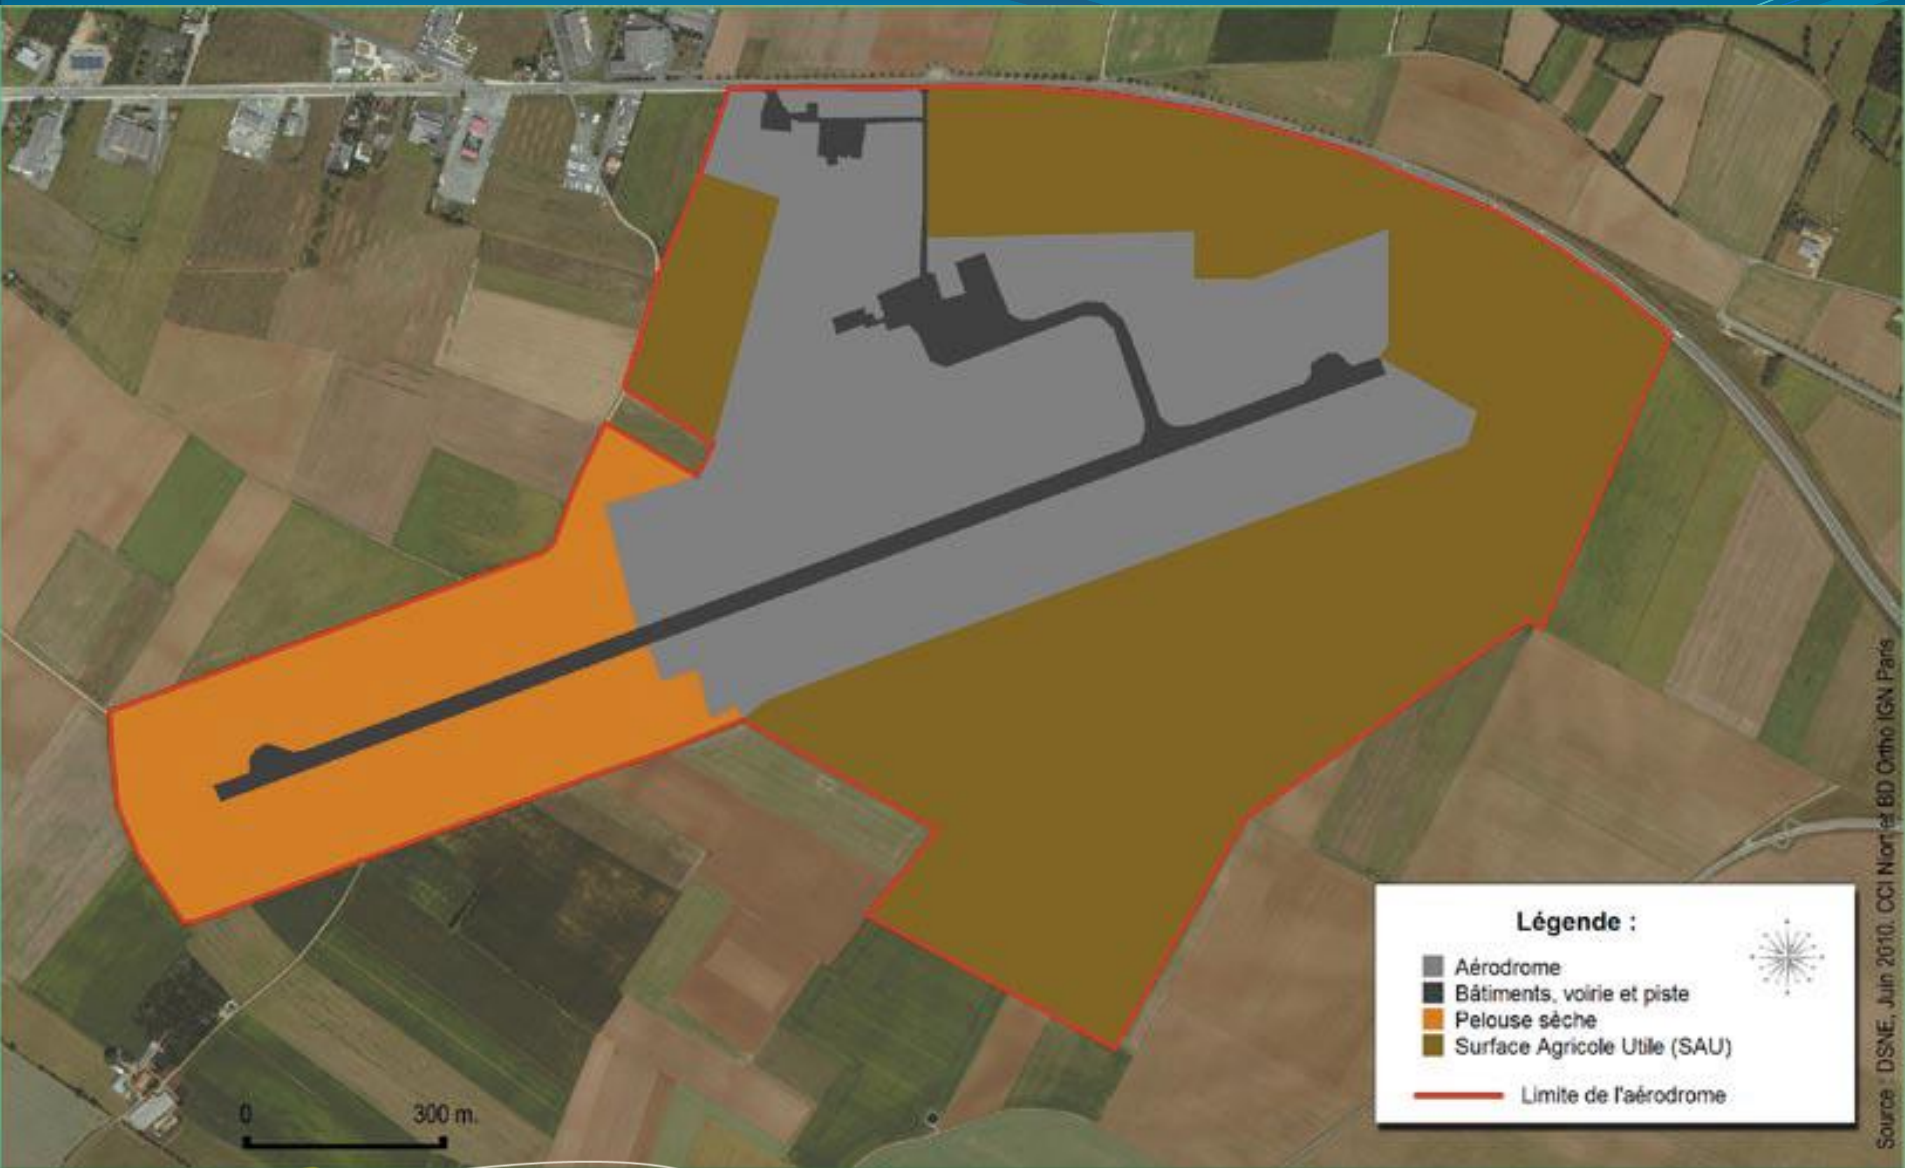 Légende :
Aérodrome
Bâtiments, voirie et piste
Pelouse sèche
Surface Agricole Utile (SAU)
Limite de l'aérodrome
0 300 m.
Source : DSNE, Juin 2010. CCI Niort et BD Ortho IGN Paris